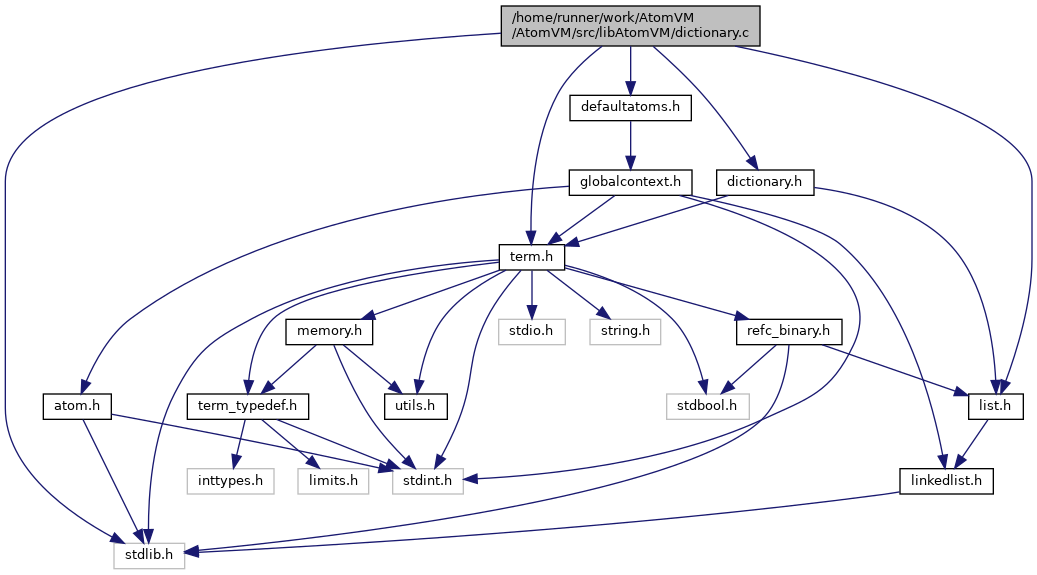 /home/runner/work/AtomVM
/AtomVM/src/libAtomVM/dictionary.c
defaultatoms.h
globalcontext.h
dictionary.h
term.h
memory.h
stdio.h
string.h
refc_binary.h
atom.h
term_typedef.h
utils.h
stdbool.h
list.h
inttypes.h
limits.h
stdint.h
linkedlist.h
stdlib.h